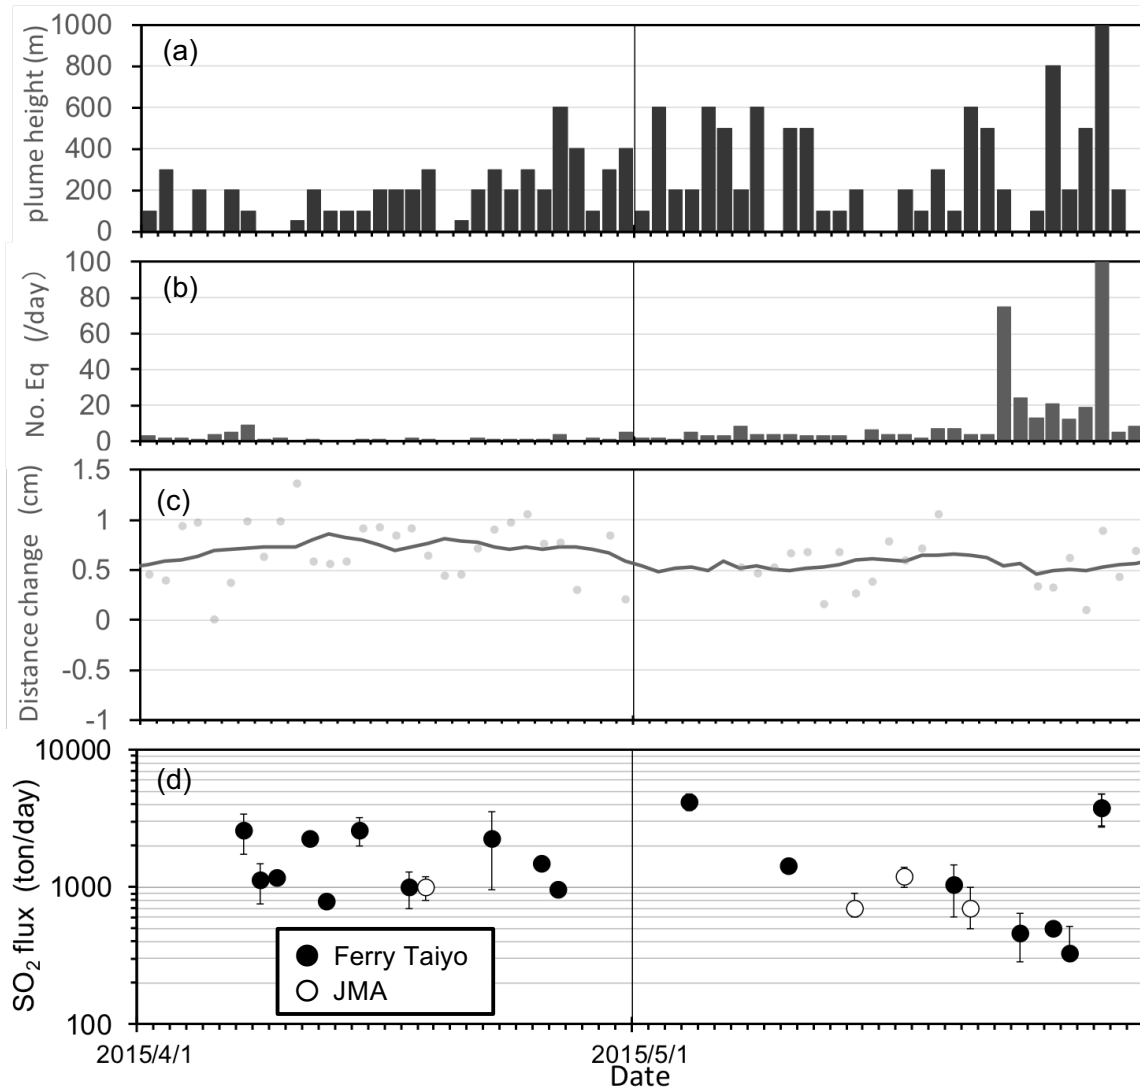 (a)
plume height (m)
1000
800
600
400
200
0
(b)
No. Eq (/day)
100
80
60
40
20
0
(c)
Distance change (cm)
1.5
1
0.5
0
-0.5
-1
(d)
SO2 flux (ton/day)
10000
1000
100
Ferry Taiyo
JMA
2015/4/1
2015/5/1
Date